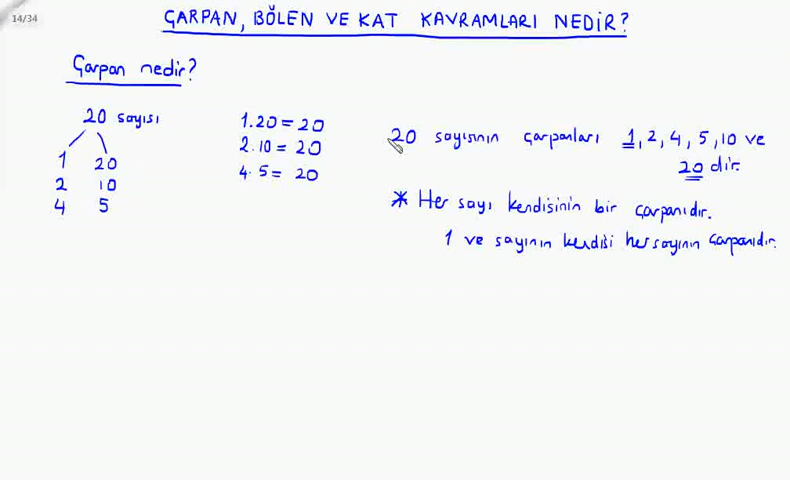 14/34
ÇARPAN, BÖLEN VE KAT KAVRAMLARI NEDİR?
Çarpan nedir?
20 sayısı
1 20
2 10
4 5
1.20 = 20
2.10 = 20
4.5 = 20
20 sayısının çarpanları 1, 2, 4, 5, 10 ve
20 dir.
* Her sayı kendisinin bir çarpanıdır.
1 ve sayının kendisi her sayının çarpanıdır.